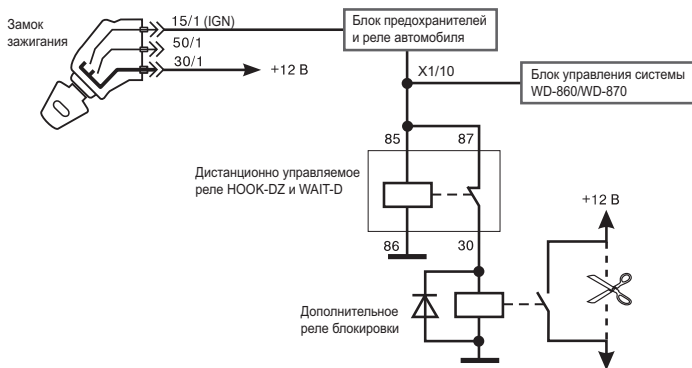 Замок
зажигания
15/1 (IGN)
50/1
30/1
+12 В
Блок предохранителей
и реле автомобиля
X1/10
Блок управления системы
WD-860/WD-870
85
87
Дистанционно управляемое
реле HOOK-DZ и WAIT-D
86
30
+12 В
Дополнительное
реле блокировки